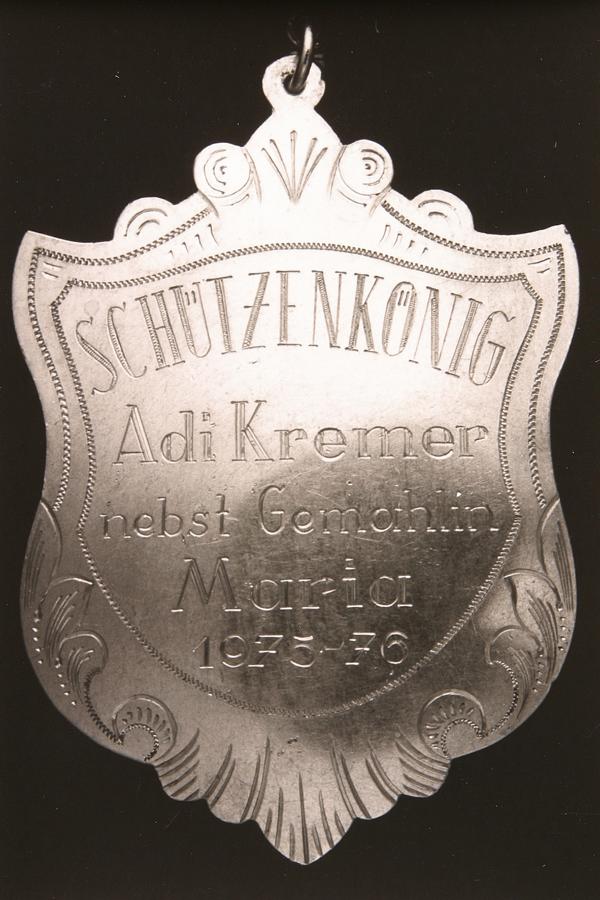 SCHÜTZENKÖNIG
Adi Kremer
nebst Gemahlin
Maria
1975-76